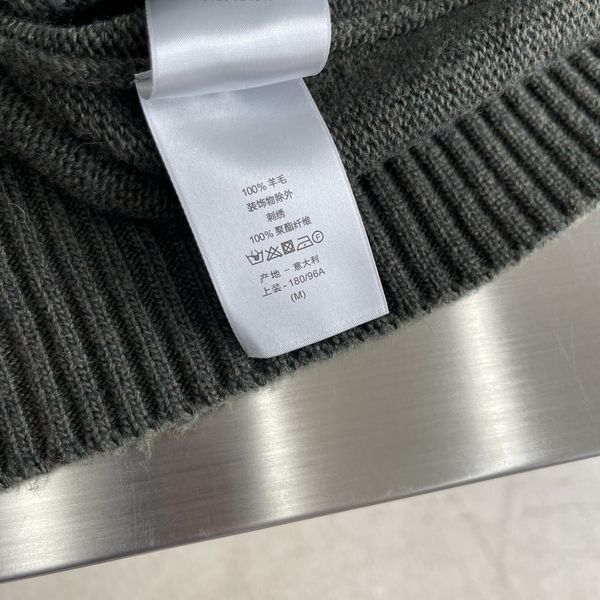 100% 羊毛
装饰物除外
刺绣
100% 聚酯纤维
F
产地 - 意大利
上装 - 180/96A
(M)